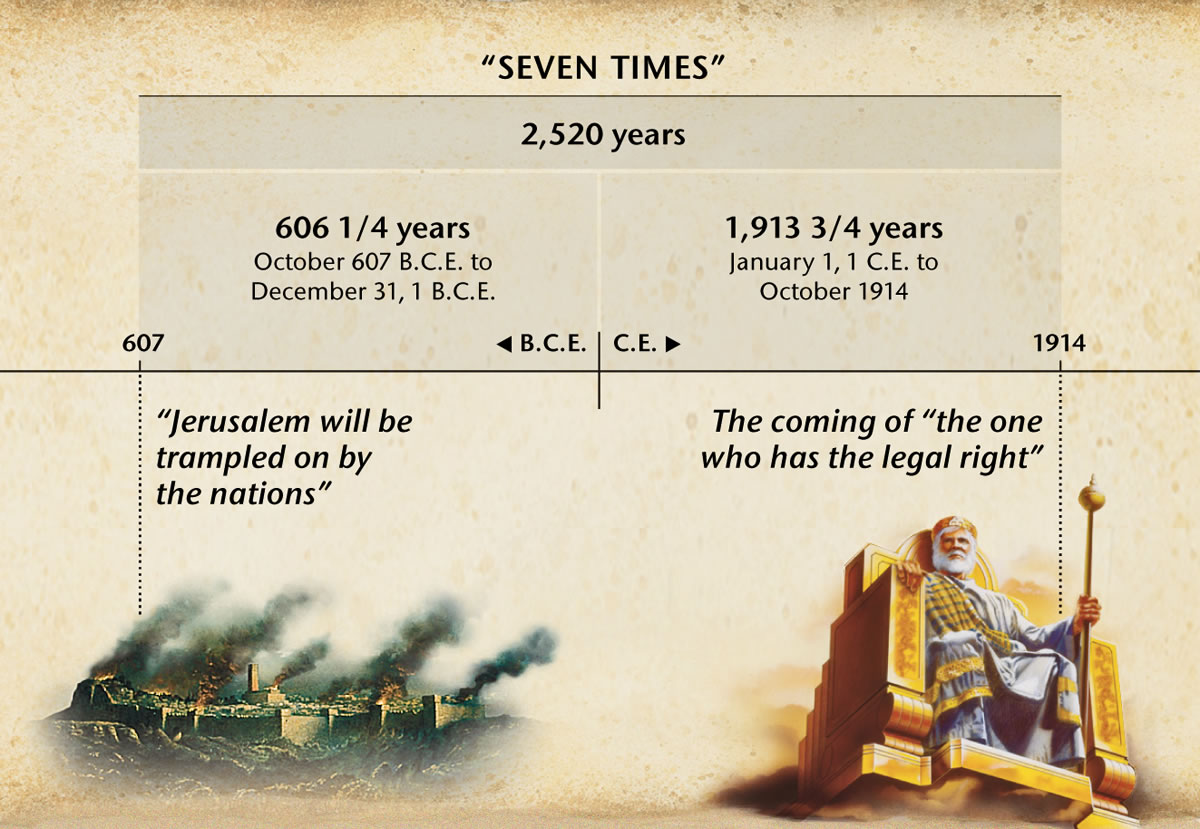 “SEVEN TIMES”
2,520 years
606 1/4 years
October 607 B.C.E. to
December 31, 1 B.C.E.
1,913 3/4 years
January 1, 1 C.E. to
October 1914
607
◀ B.C.E.
C.E. ▶
1914
“Jerusalem will be
trampled on by
the nations”
The coming of “the one
who has the legal right”